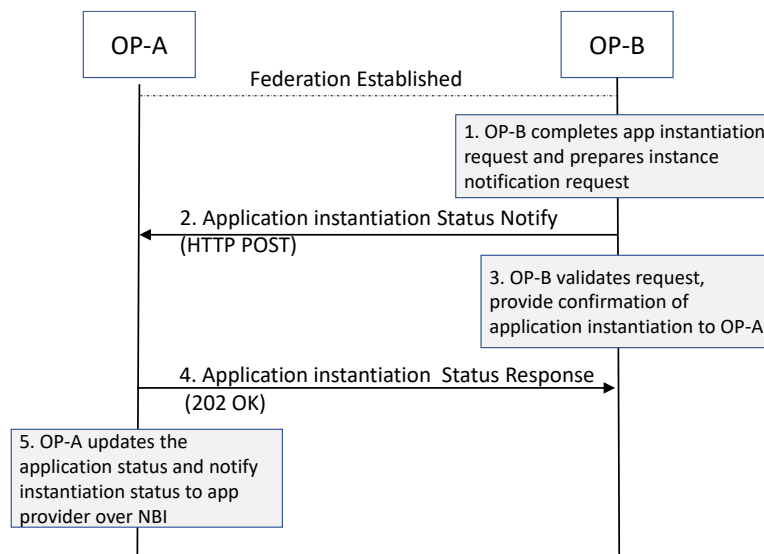 OP-A
OP-B
Federation Established
1. OP-B completes app instantiation
request and prepares instance
notification request
2. Application instantiation Status Notify
(HTTP POST)
3. OP-B validates request,
provide confirmation of
application instantiation to OP-A
4. Application instantiation  Status Response
(202 OK)
5. OP-A updates the
application status and notify
instantiation status to app
provider over NBI